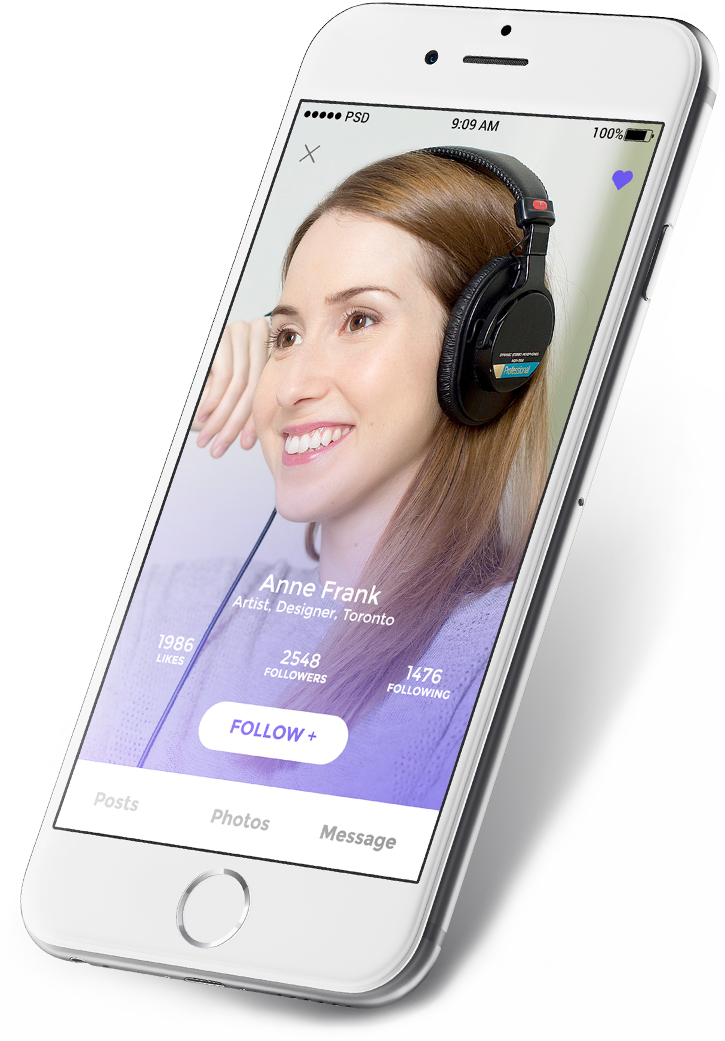 PSD 9:09 AM 100%
Professional
Anne Frank
Artist, Designer, Toronto
1986 2548 1476
LIKES FOLLOWERS FOLLOWING
FOLLOW +
Posts Photos Message